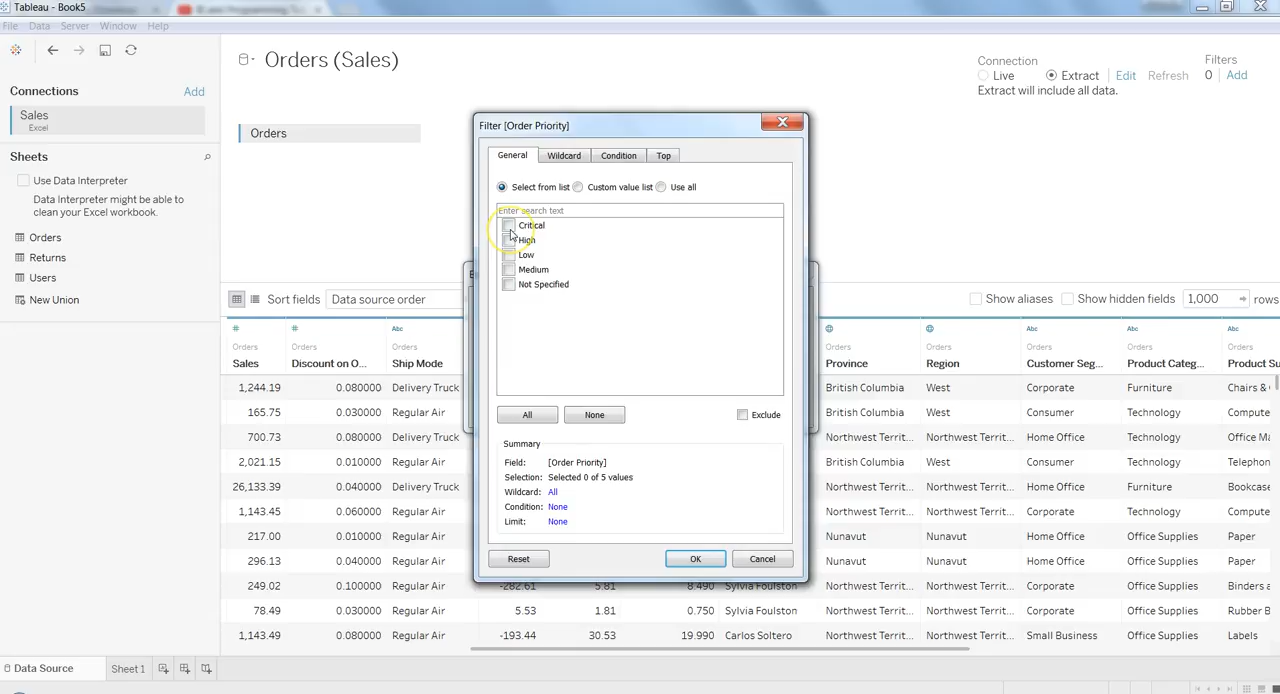 Tableau - Book5
File Data Server Window Help
Connections Add
Sales
Excel
Sheets
Use Data Interpreter
Data Interpreter might be able to
clean your Excel workbook.
Orders
Returns
Users
New Union
Orders (Sales)
Connection
Live Extract Edit Refresh
Extract will include all data.
Filters
0 Add
Orders
Sort fields Data source order
Show aliases Show hidden fields 1,000 rows
Filter [Order Priority]
General Wildcard Condition Top
Select from list Custom value list Use all
Enter search text
Critical
High
Low
Medium
Not Specified
All None Exclude
Summary
Field: [Order Priority]
Selection: Selected 0 of 5 values
Wildcard: All
Condition: None
Limit: None
Reset OK Cancel
# # Abc Abc Abc Abc
Orders Orders Orders Orders Orders Orders Orders Orders
Sales Discount on O... Ship Mode Province Region Customer Seg... Product Categ... Product Su
1,244.19 0.080000 Delivery Truck British Columbia West Corporate Furniture Chairs &
165.75 0.030000 Regular Air British Columbia West Consumer Technology Compute
700.73 0.080000 Delivery Truck Northwest Territ... Northwest Territ... Home Office Technology Office Ma
2,021.15 0.010000 Regular Air British Columbia West Consumer Technology Telephon
26,133.39 0.040000 Delivery Truck Northwest Territ... Northwest Territ... Home Office Furniture Bookcase
1,143.45 0.060000 Regular Air Northwest Territ... Northwest Territ... Corporate Technology Compute
217.00 0.010000 Regular Air Nunavut Nunavut Home Office Office Supplies Paper
296.13 0.040000 Regular Air Nunavut Nunavut Home Office Office Supplies Paper
249.02 0.100000 Regular Air -282.61 5.81 8.490 Sylvia Foulston Northwest Territ... Northwest Territ... Corporate Office Supplies Binders a
78.49 0.030000 Regular Air 5.53 1.81 0.750 Sylvia Foulston Northwest Territ... Northwest Territ... Corporate Office Supplies Rubber B
1,143.49 0.080000 Regular Air -193.44 30.53 19.990 Carlos Soltero Northwest Territ... Northwest Territ... Small Business Office Supplies Labels
Data Source Sheet 1